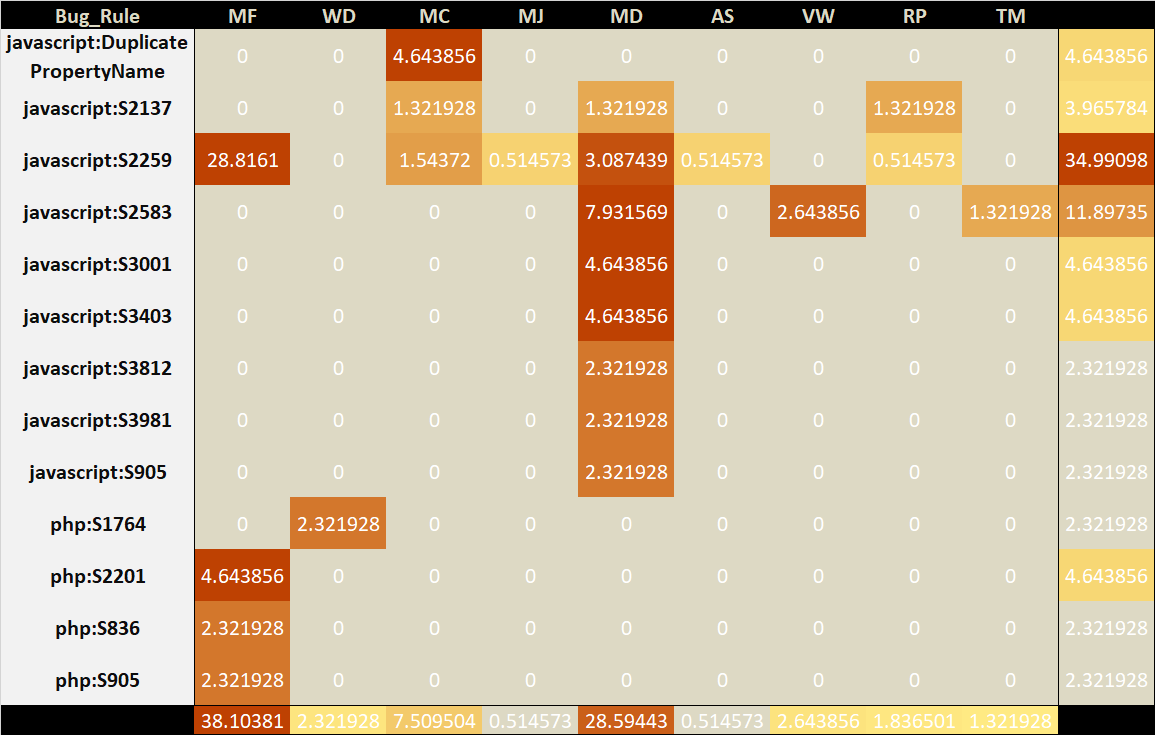 Bug_Rule MF WD MC MJ MD AS VW RP TM
javascript:Duplicate
PropertyName 0 0 4.643856 0 0 0 0 0 0 4.643856
javascript:S2137 0 0 1.321928 0 1.321928 0 0 1.321928 0 3.965784
javascript:S2259 28.8161 0 1.54372 0.514573 3.087439 0.514573 0 0.514573 0 34.99098
javascript:S2583 0 0 0 0 7.931569 0 2.643856 0 1.321928 11.89735
javascript:S3001 0 0 0 0 4.643856 0 0 0 0 4.643856
javascript:S3403 0 0 0 0 4.643856 0 0 0 0 4.643856
javascript:S3812 0 0 0 0 2.321928 0 0 0 0 2.321928
javascript:S3981 0 0 0 0 2.321928 0 0 0 0 2.321928
javascript:S905 0 0 0 0 2.321928 0 0 0 0 2.321928
php:S1764 0 2.321928 0 0 0 0 0 0 0 2.321928
php:S2201 4.643856 0 0 0 0 0 0 0 0 4.643856
php:S836 2.321928 0 0 0 0 0 0 0 0 2.321928
php:S905 2.321928 0 0 0 0 0 0 0 0 2.321928
38.10381 2.321928 7.509504 0.514573 28.59443 0.514573 2.643856 1.836501 1.321928